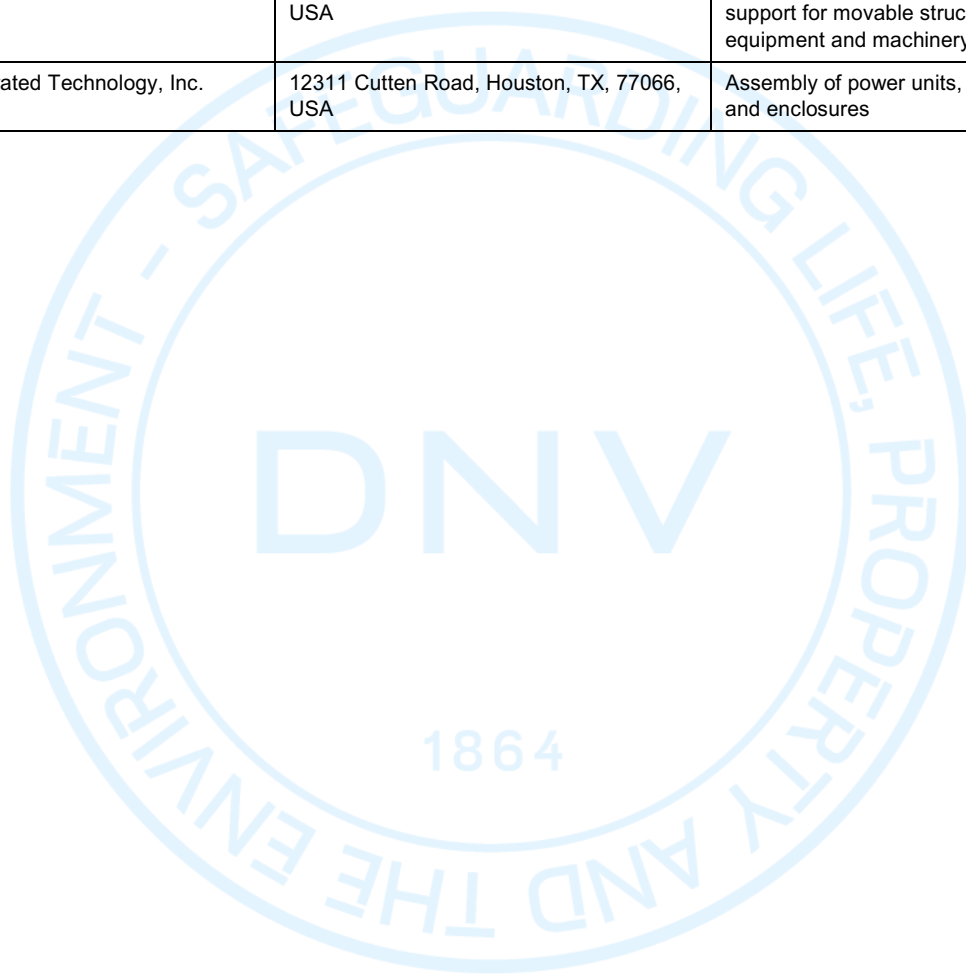 USA
support for movable struc
equipment and machinery
rated Technology, Inc.
12311 Cutten Road, Houston, TX, 77066,
USA
Assembly of power units,
and enclosures
SAFEGUARDING LIFE, PROPERTY AND THE ENVIRONMENT -
DNV
1864